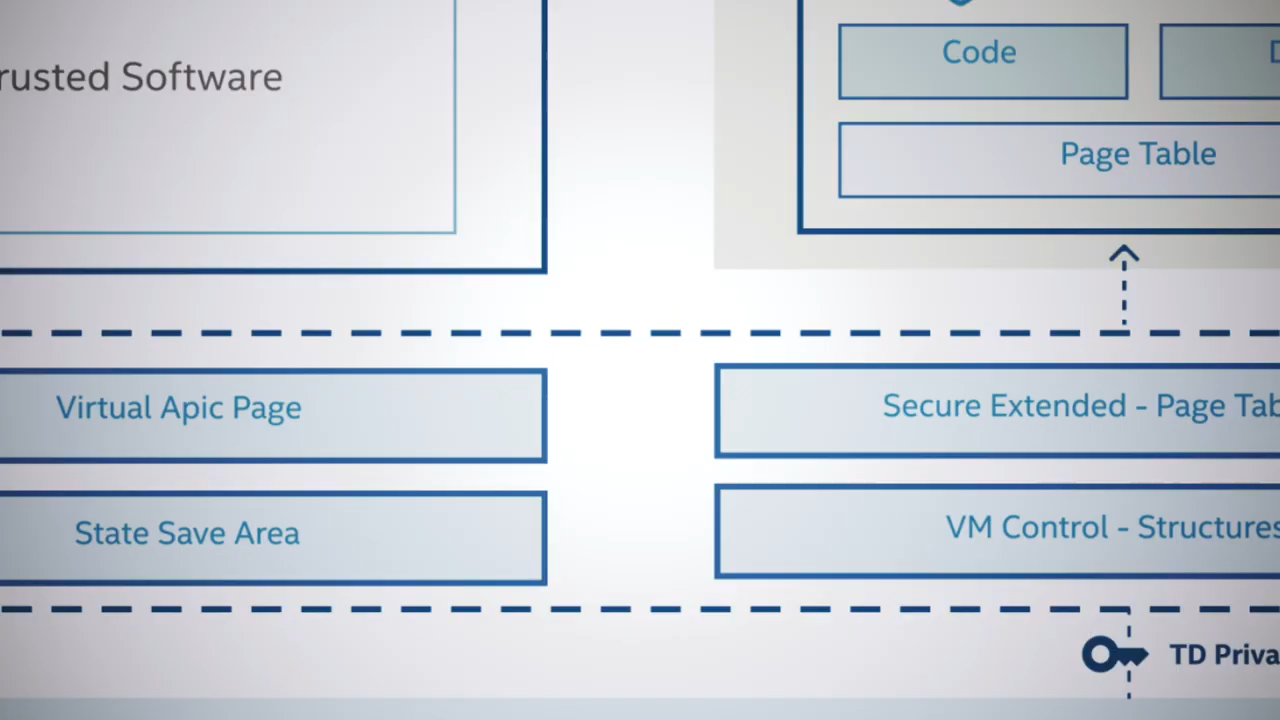 rusted Software
Code
Page Table
Virtual Apic Page
Secure Extended - Page Tab
State Save Area
VM Control - Structures
TD Priva